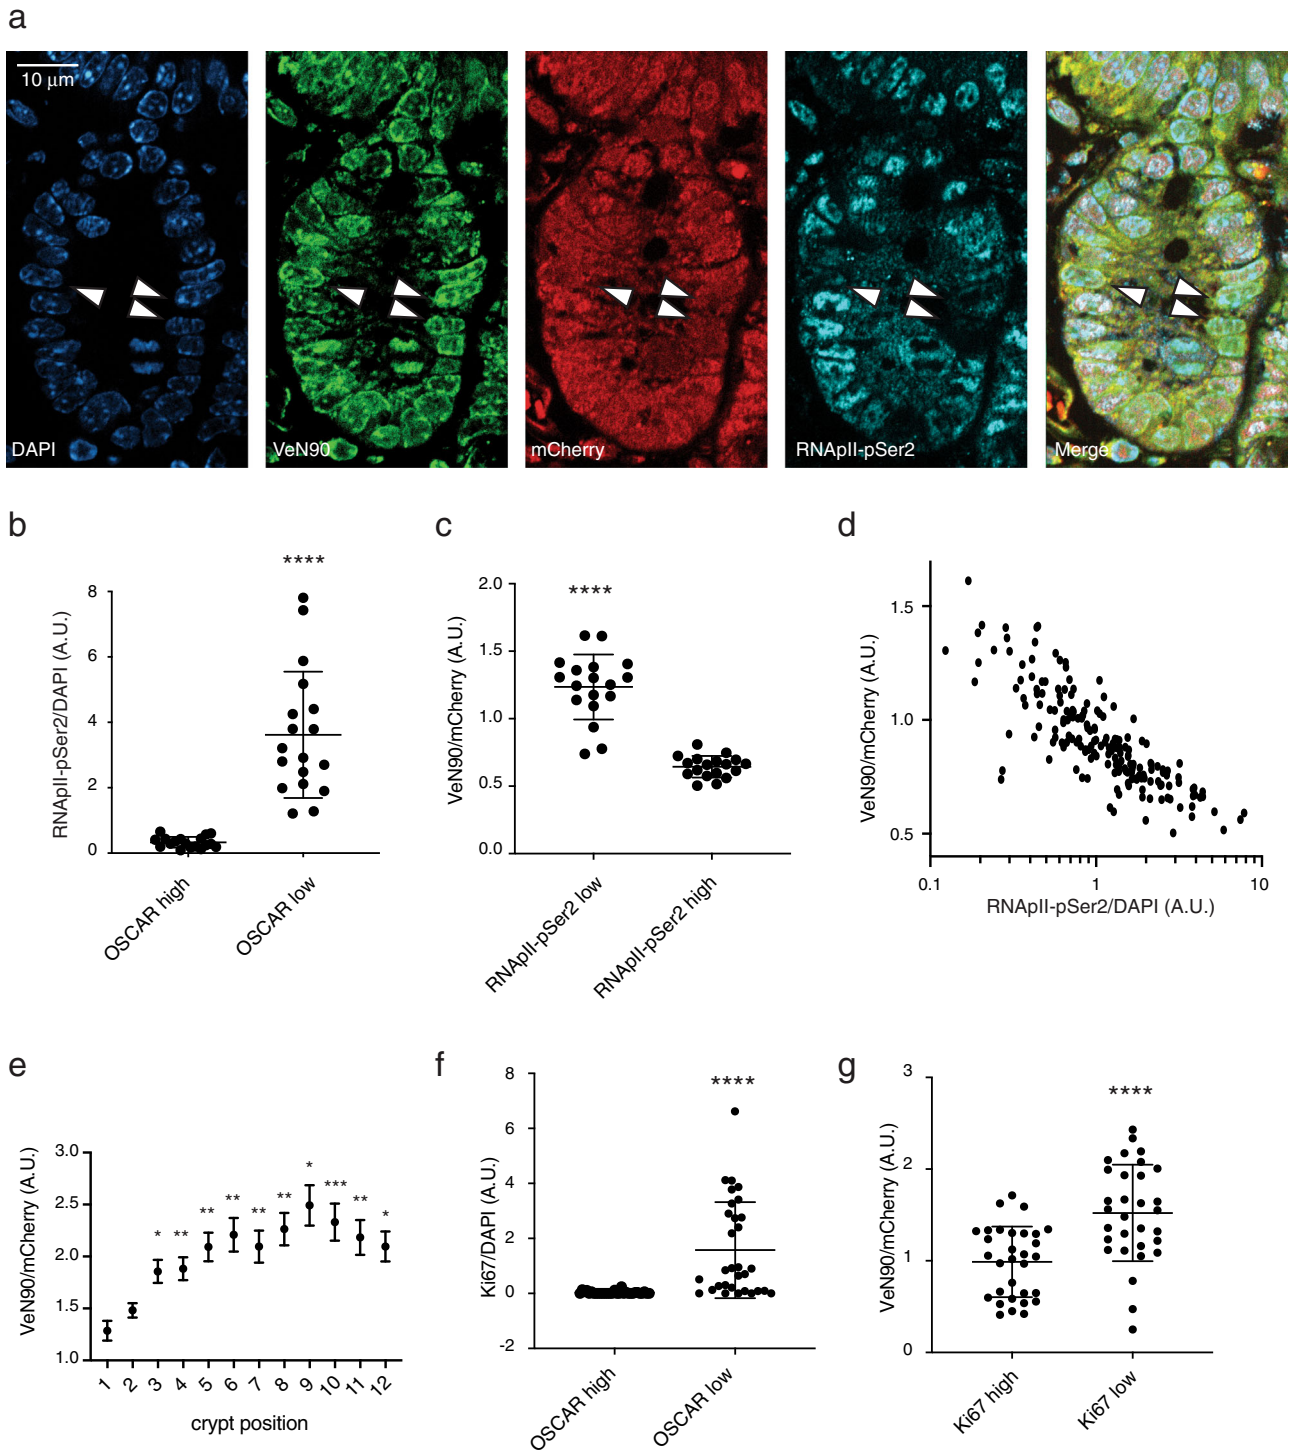 a
10 μm
DAPI
VeN90
mCherry
RNApII-pSer2
Merge
b
****
RNApII-pSer2/DAPI (A.U.)
8
6
4
2
0
OSCAR high
OSCAR low
c
****
VeN90/mCherry (A.U.)
2.0
1.5
1.0
0.5
0.0
RNApII-pSer2 low
RNApII-pSer2 high
d
VeN90/mCherry (A.U.)
1.5
1.0
0.5
0.1
1
10
RNApII-pSer2/DAPI (A.U.)
e
VeN90/mCherry (A.U.)
3.0
2.5
2.0
1.5
1.0
* ** ** ** ** ** * *** ** *
1 2 3 4 5 6 7 8 9 10 11 12
crypt position
f
****
Ki67/DAPI (A.U.)
8
6
4
2
0
-2
OSCAR high
OSCAR low
g
****
VeN90/mCherry (A.U.)
3
2
1
0
Ki67 high
Ki67 low